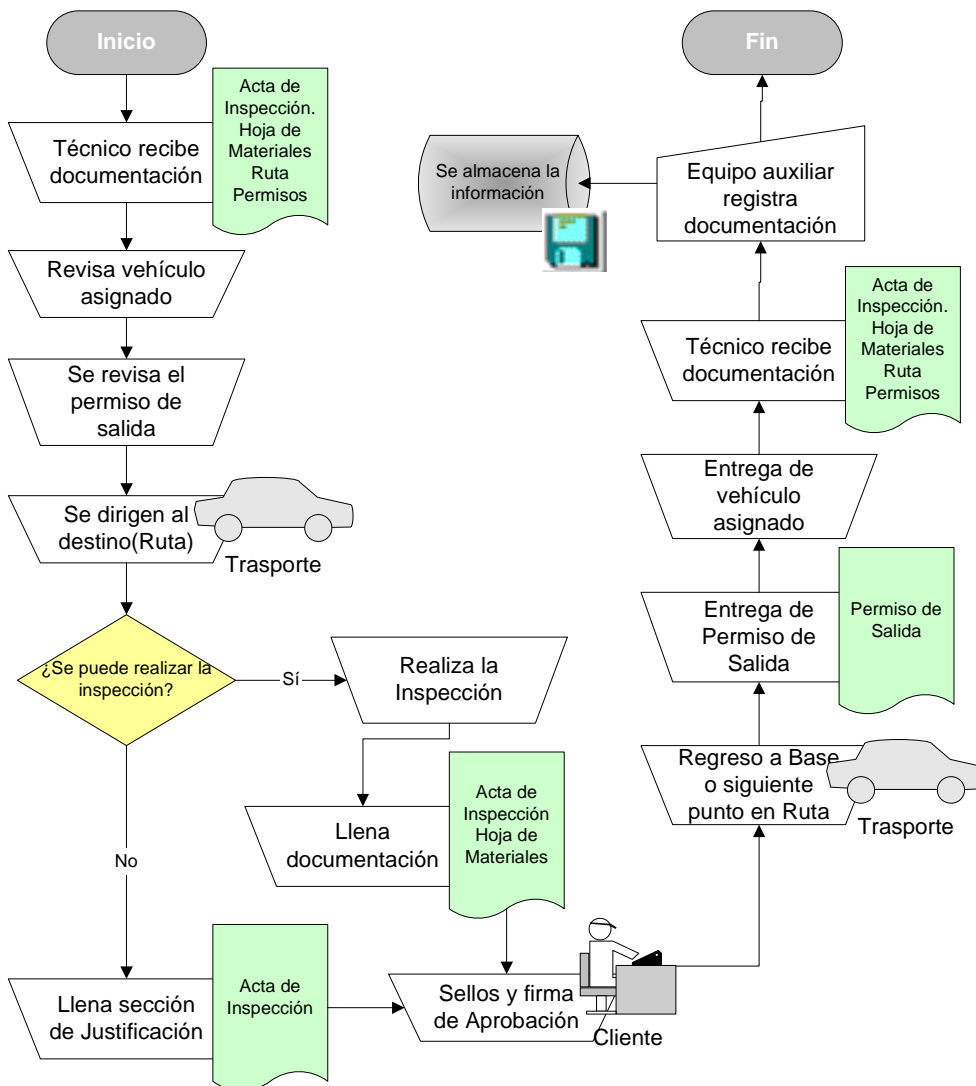 Inicio
Técnico recibe
documentación
Acta de
Inspección.
Hoja de
Materiales
Ruta
Permisos
Revisa vehículo
asignado
Se revisa el
permiso de
salida
Se dirigen al
destino(Ruta)
Trasporte
¿Se puede realizar la
inspección?
Sí
Realiza la
Inspección
Llena
documentación
Acta de
Inspección
Hoja de
Materiales
No
Llena sección
de Justificación
Acta de
Inspección
Sellos y firma
de Aprobación
Cliente
Regreso a Base
o siguiente
punto en Ruta
Trasporte
Entrega de
Permiso de
Salida
Permiso de
Salida
Entrega de
vehículo
asignado
Técnico recibe
documentación
Acta de
Inspección.
Hoja de
Materiales
Ruta
Permisos
Equipo auxiliar
registra
documentación
Se almacena la
información
Fin